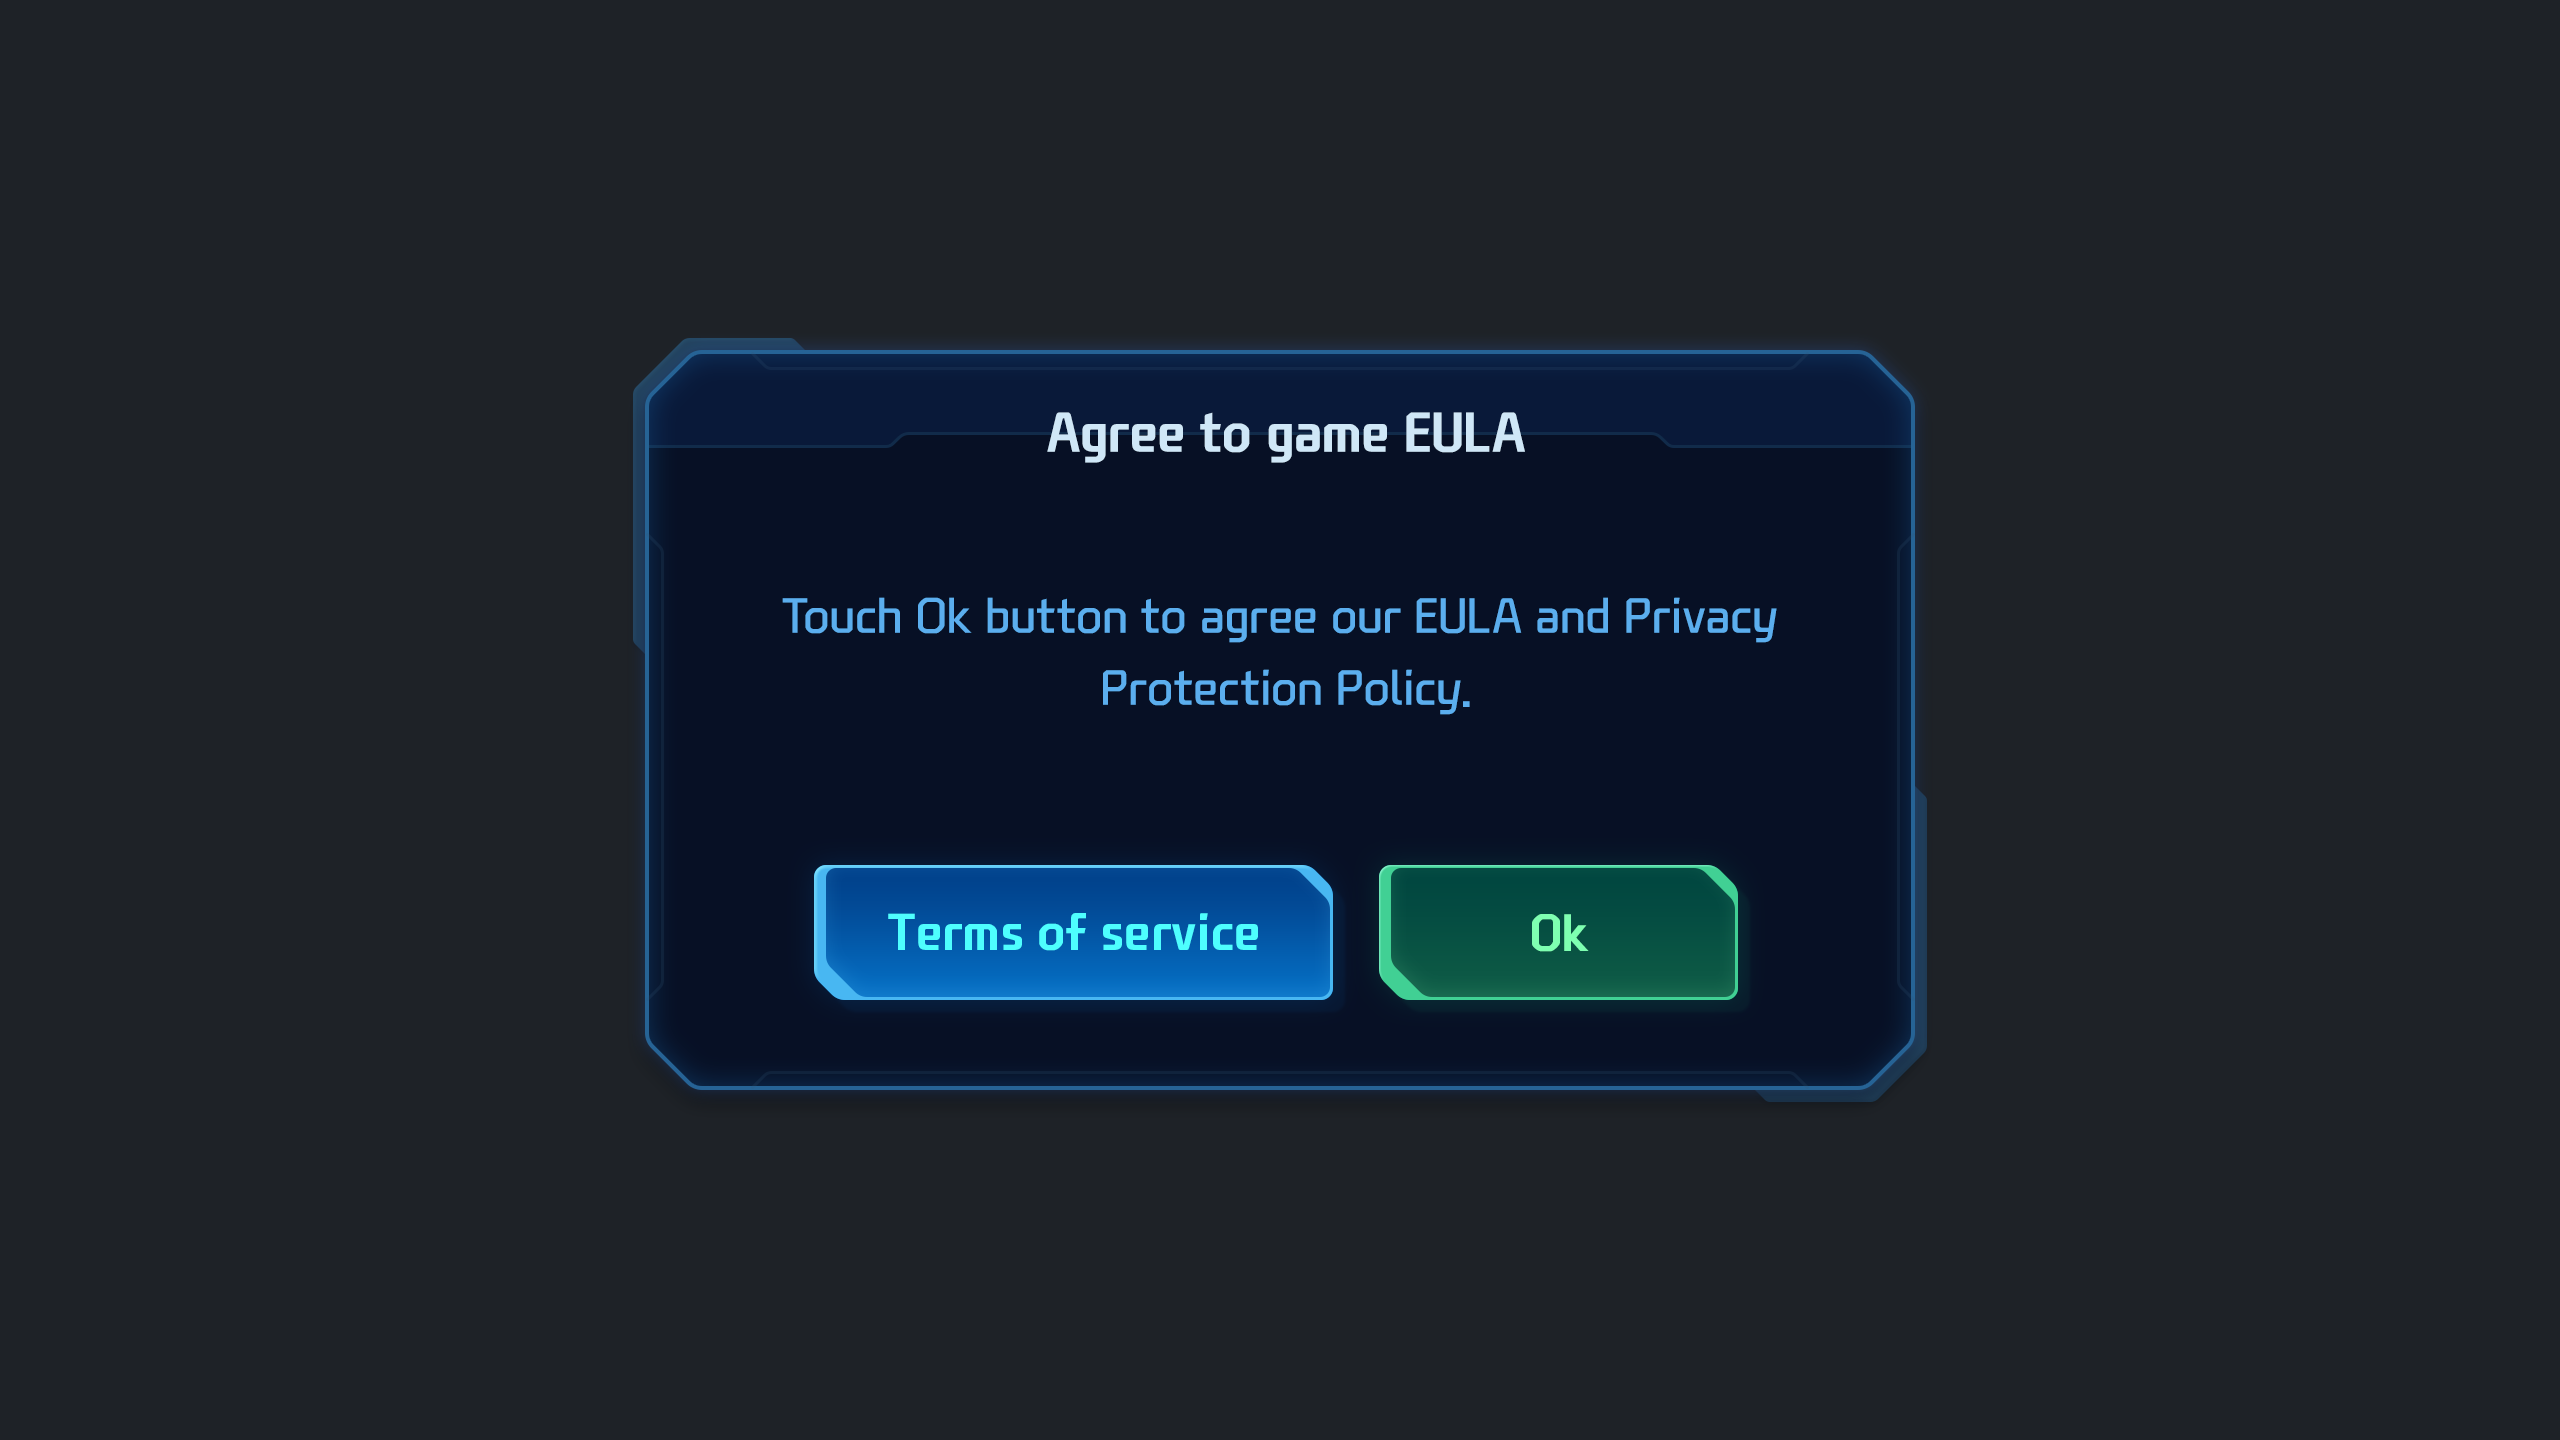 Agree to game EULA
Touch Ok button to agree our EULA and Privacy
Protection Policy.
Terms of service
Ok